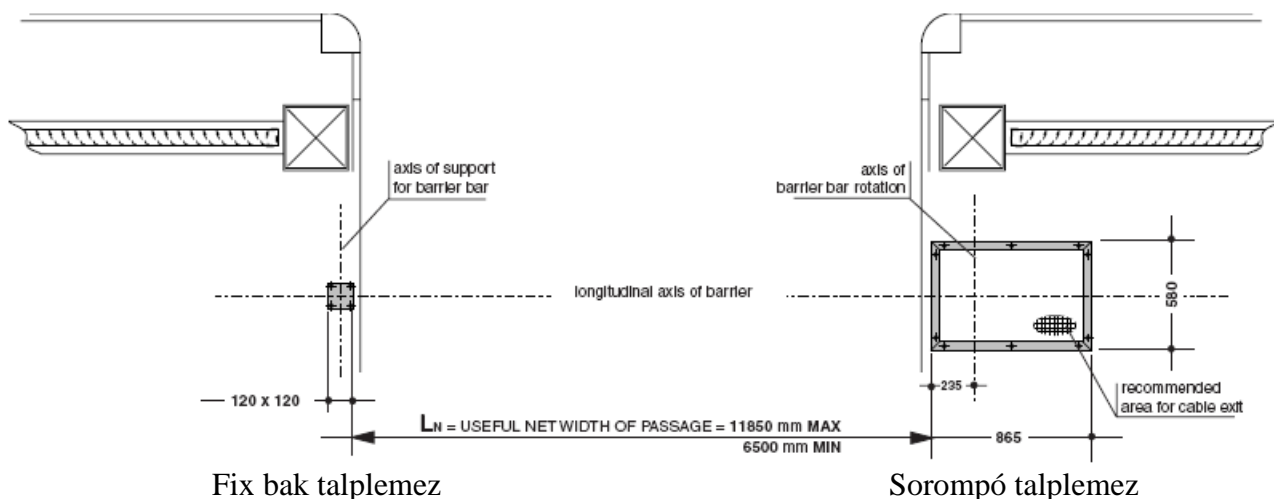 axis of support
for barrier bar
axis of
barrier bar rotation
longitudinal axis of barrier
580
235
120 x 120
recommended
area for cable exit
LN = USEFUL NET WIDTH OF PASSAGE = 11850 mm MAX
6500 mm MIN
865
Fix bak talplemez
Sorompó talplemez